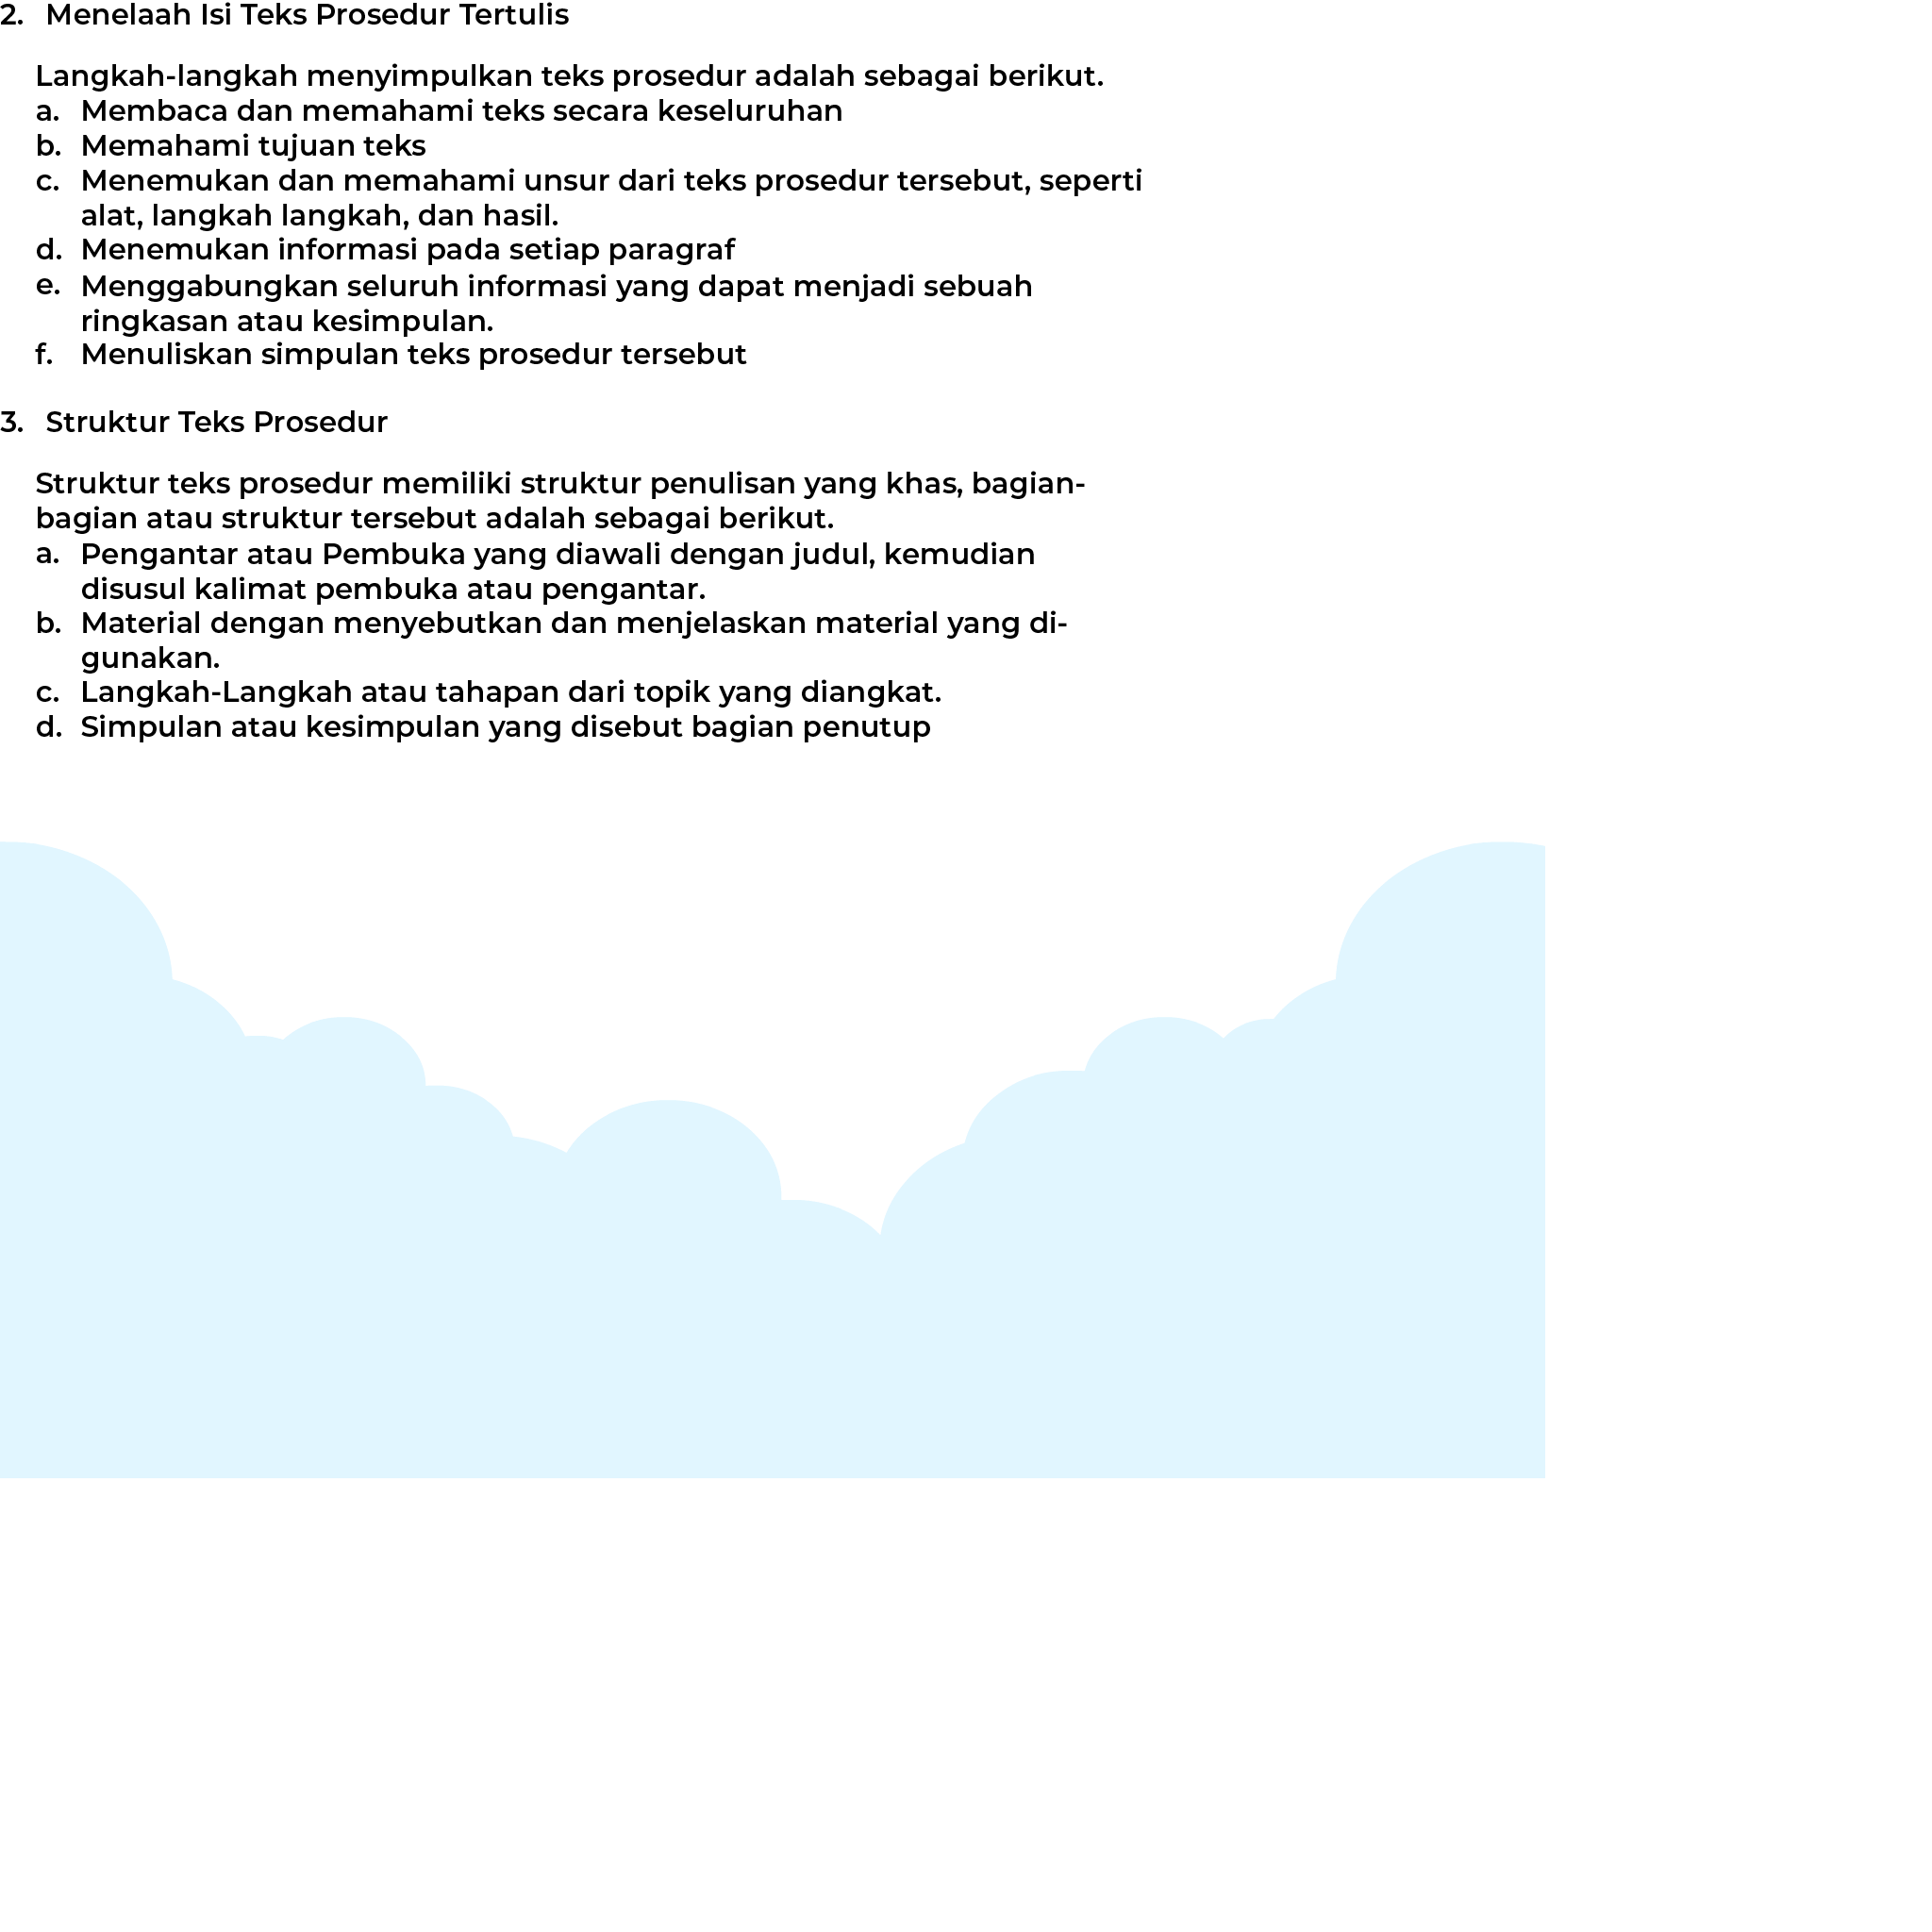 2. Menelaah Isi Teks Prosedur Tertulis
Langkah-langkah menyimpulkan teks prosedur adalah sebagai berikut.
a. Membaca dan memahami teks secara keseluruhan
b. Memahami tujuan teks
c. Menemukan dan memahami unsur dari teks prosedur tersebut, seperti
alat, langkah langkah, dan hasil.
d. Menemukan informasi pada setiap paragraf
e. Menggabungkan seluruh informasi yang dapat menjadi sebuah
ringkasan atau kesimpulan.
f. Menuliskan simpulan teks prosedur tersebut
3. Struktur Teks Prosedur
Struktur teks prosedur memiliki struktur penulisan yang khas, bagian-
bagian atau struktur tersebut adalah sebagai berikut.
a. Pengantar atau Pembuka yang diawali dengan judul, kemudian
disusul kalimat pembuka atau pengantar.
b. Material dengan menyebutkan dan menjelaskan material yang di-
gunakan.
c. Langkah-Langkah atau tahapan dari topik yang diangkat.
d. Simpulan atau kesimpulan yang disebut bagian penutup